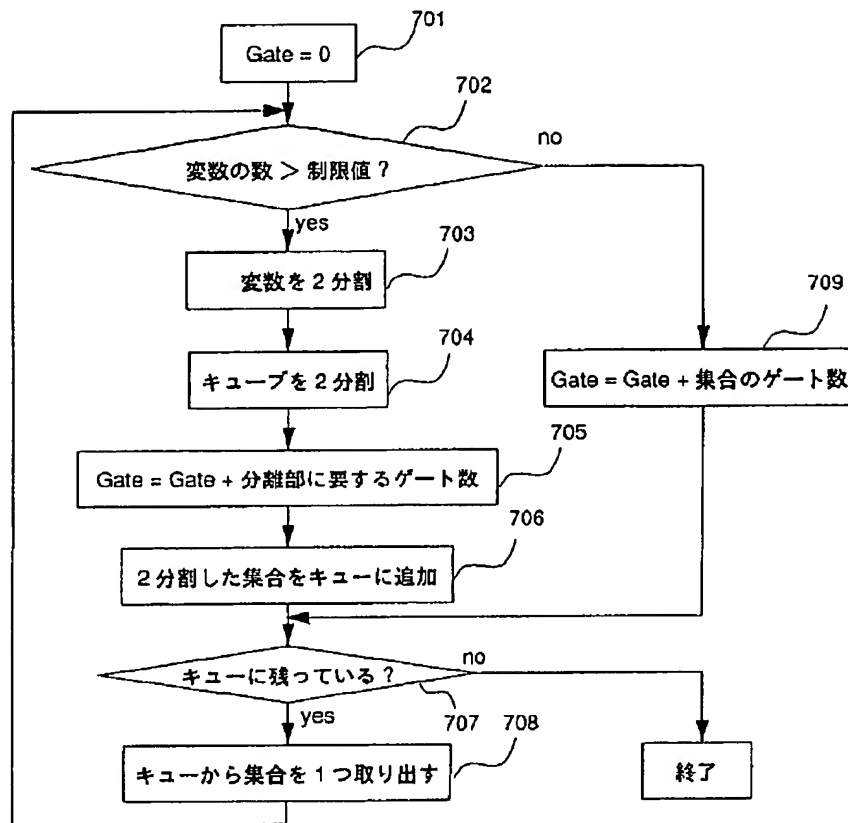 701
Gate = 0
702
変数の数 > 制限値 ?
no
yes
703
変数を 2 分割
709
704
キューブを 2 分割
Gate = Gate + 集合のゲート数
705
Gate = Gate + 分離部に要するゲート数
706
2 分割した集合をキューに追加
キューに残っている ?
no
yes
707
708
キューから集合を 1 つ取り出す
終了